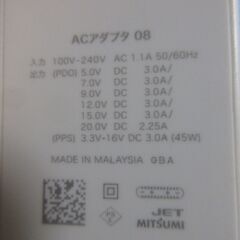 ACアダプタ 08
入力 100V-240V AC 1.1A 50/60Hz
出力 (PDO) 5.0V DC 3.0A/
7.0V DC 3.0A/
9.0V DC 3.0A/
12.0V DC 3.0A/
15.0V DC 3.0A/
20.0V DC 2.25A
(PPS) 3.3V-16V DC 3.0A (45W)
MADE IN MALAYSIA GBA
PS
E
JET
MITSUMI